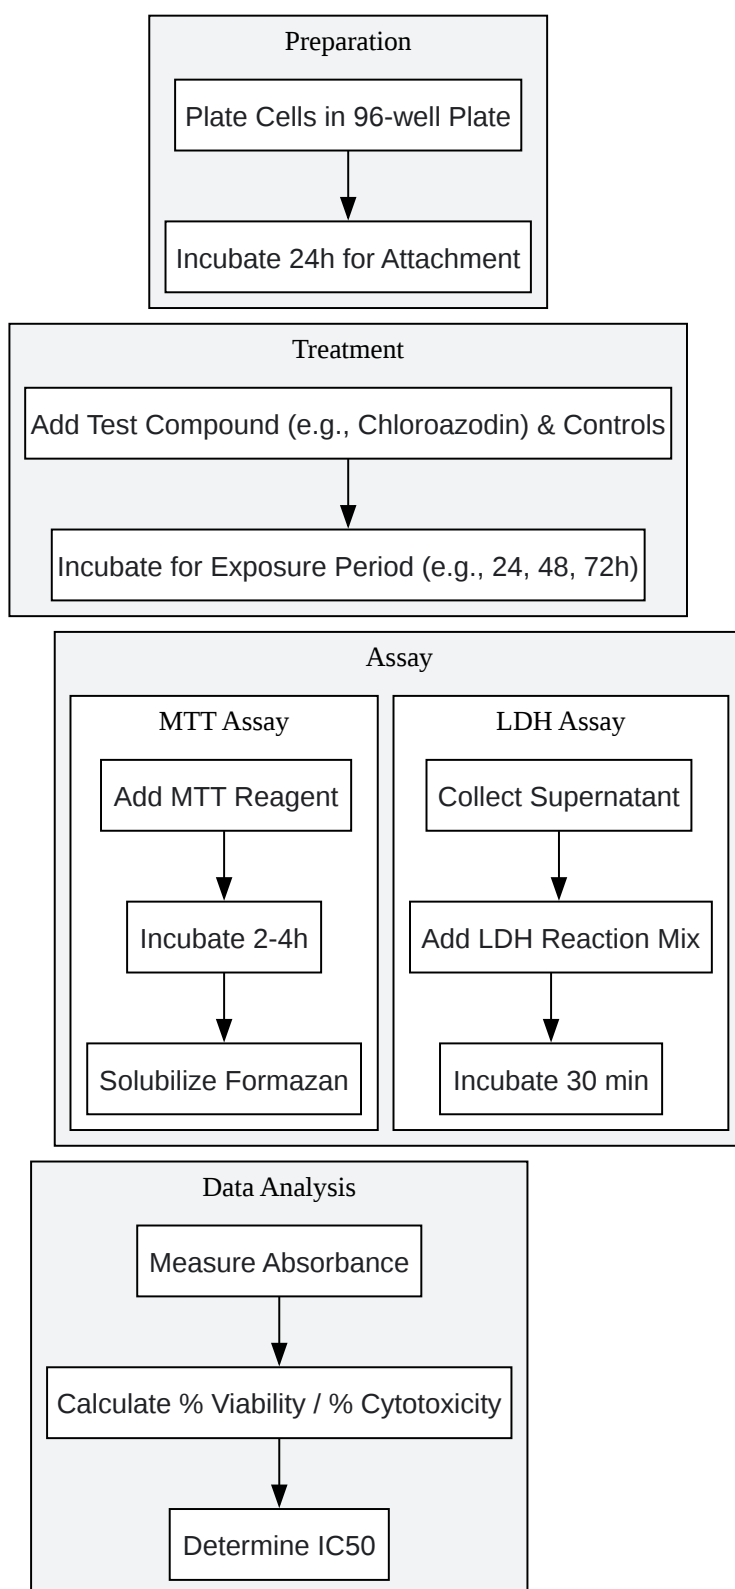 Preparation
Plate Cells in 96-well Plate
Incubate 24h for Attachment
Treatment
Add Test Compound (e.g., Chloroazodin) & Controls
Incubate for Exposure Period (e.g., 24, 48, 72h)
Assay
MTT Assay
Add MTT Reagent
Incubate 2-4h
Solubilize Formazan
LDH Assay
Collect Supernatant
Add LDH Reaction Mix
Incubate 30 min
Data Analysis
Measure Absorbance
Calculate % Viability / % Cytotoxicity
Determine IC50